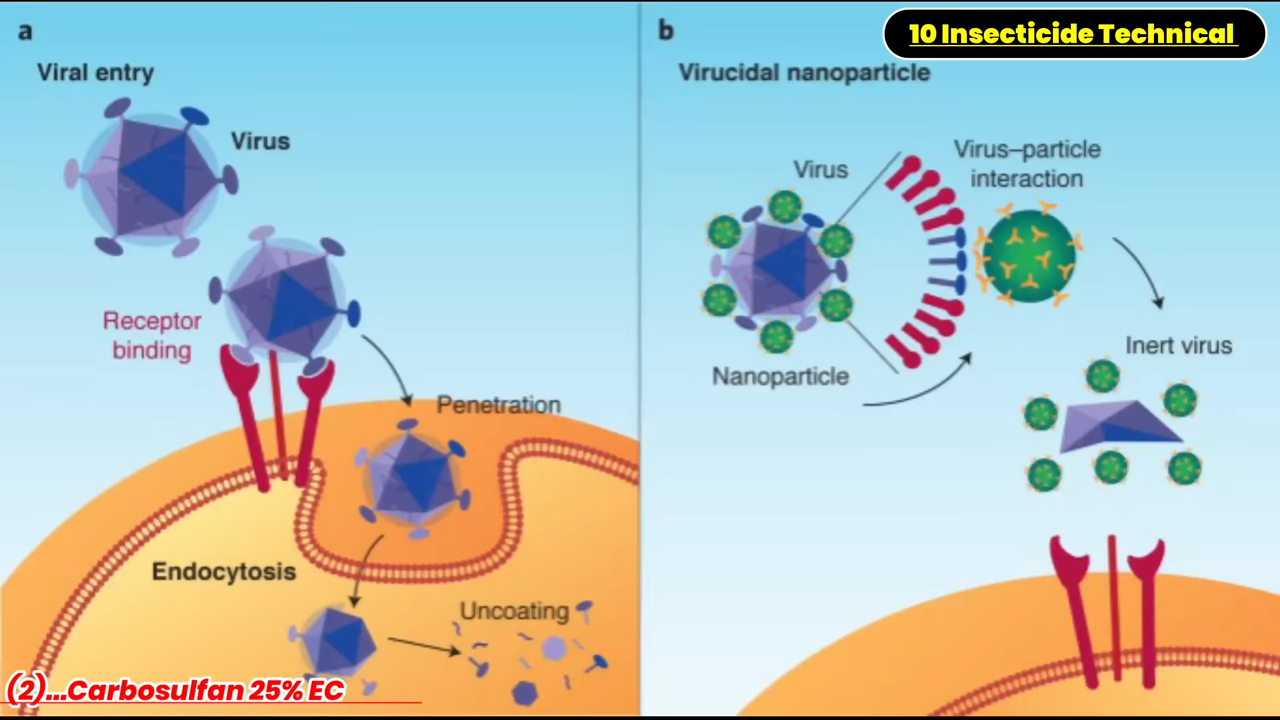 a
Viral entry
Virus
Receptor
binding
Penetration
Endocytosis
Uncoating
(2)...Carbosulfan 25% EC
b
10 Insecticide Technical
Virucidal nanoparticle
Virus
Virus–particle
interaction
Nanoparticle
Inert virus